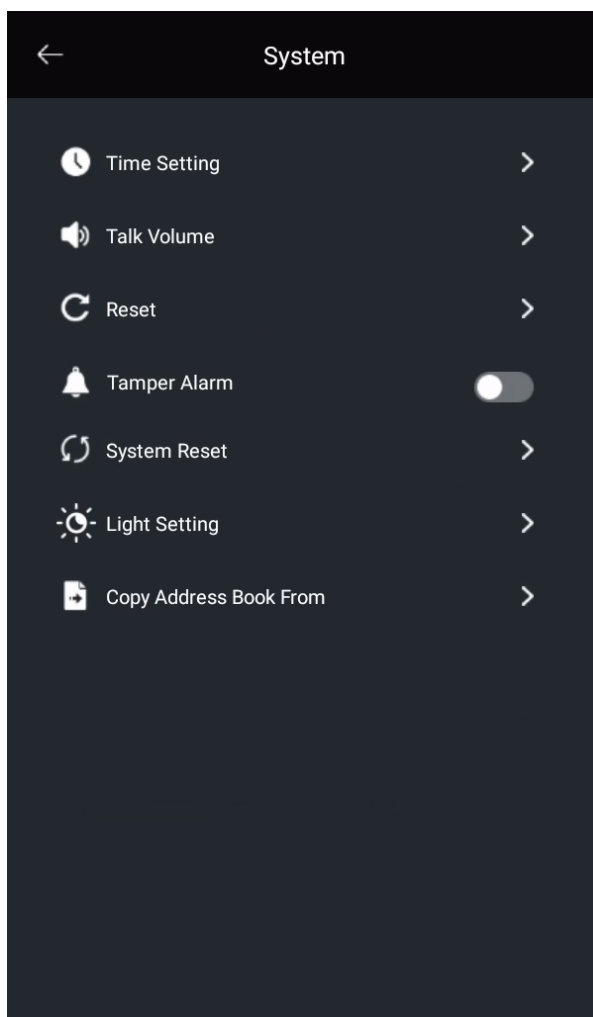 System
Time Setting
Talk Volume
Reset
Tamper Alarm
System Reset
Light Setting
Copy Address Book From